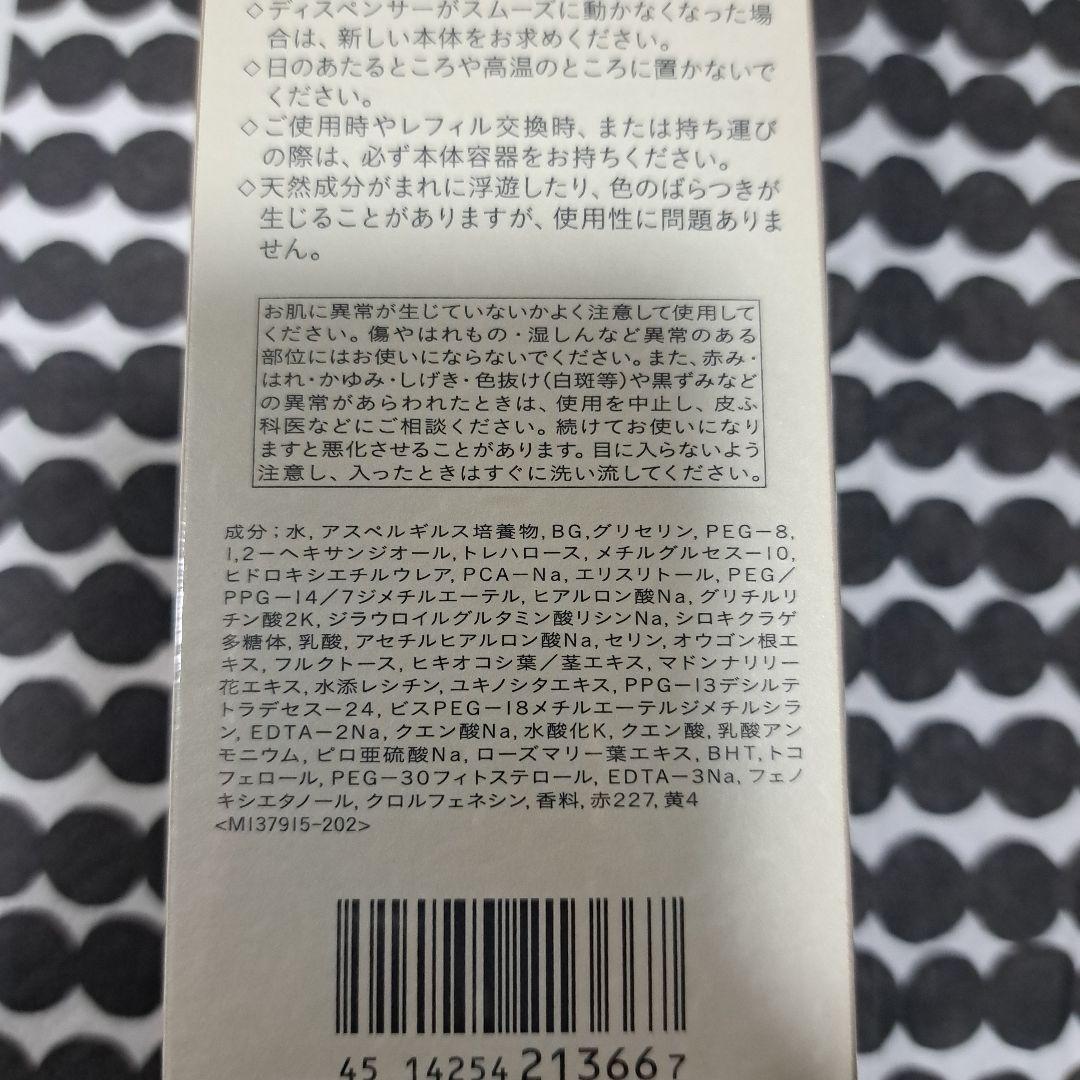 ◇ディスペンサーがスムーズに動かなくなった場
合は、新しい本体をお求めください。
◇日のあたるところや高温のところに置かないで
ください。
◇ご使用時やレフィル交換時、または持ち運び
の際は、必ず本体容器をお持ちください。
◇天然成分がまれに浮遊したり、色のばらつきが
生じることがありますが、使用性に問題ありま
せん。
お肌に異常が生じていないかよく注意して使用して
ください。傷やはれもの・湿しんなど異常のある
部位にはお使いにならないでください。また、赤み・
はれ・かゆみ・しげき・色抜け(白斑等)や黒ずみなど
の異常があらわれたときは、使用を中止し、皮ふ
科医などにご相談ください。続けてお使いになり
ますと悪化させることがあります。目に入らないよう
注意し、入ったときはすぐに洗い流してください。
成分；水, アスペルギルス培養物, BG, グリセリン, PEG−8,
1,2−ヘキサンジオール, トレハロース, メチルグルセス−10,
ヒドロキシエチルウレア, PCA−Na, エリスリトール, PEG／
PPG−14／7ジメチルエーテル, ヒアルロン酸Na, グリチルリ
チン酸2K, ジラウロイルグルタミン酸リシンNa, シロキクラゲ
多糖体, 乳酸, アセチルヒアルロン酸Na, セリン, オウゴン根エ
キス, フルクトース, ヒキオコシ葉／茎エキス, マドンナリリー
花エキス, 水添レシチン, ユキノシタエキス, PPG−13デシルテ
トラデセス−24, ビスPEG−18メチルエーテルジメチルシラ
ン, EDTA−2Na, クエン酸Na, 水酸化K, クエン酸, 乳酸アン
モニウム, ピロ亜硫酸Na, ローズマリー葉エキス, BHT, トコ
フェロール, PEG−30フィトステロール, EDTA−3Na, フェノ
キシエタノール, クロルフェネシン, 香料, 赤227, 黄4
<M137915-202>
45 14254 213667